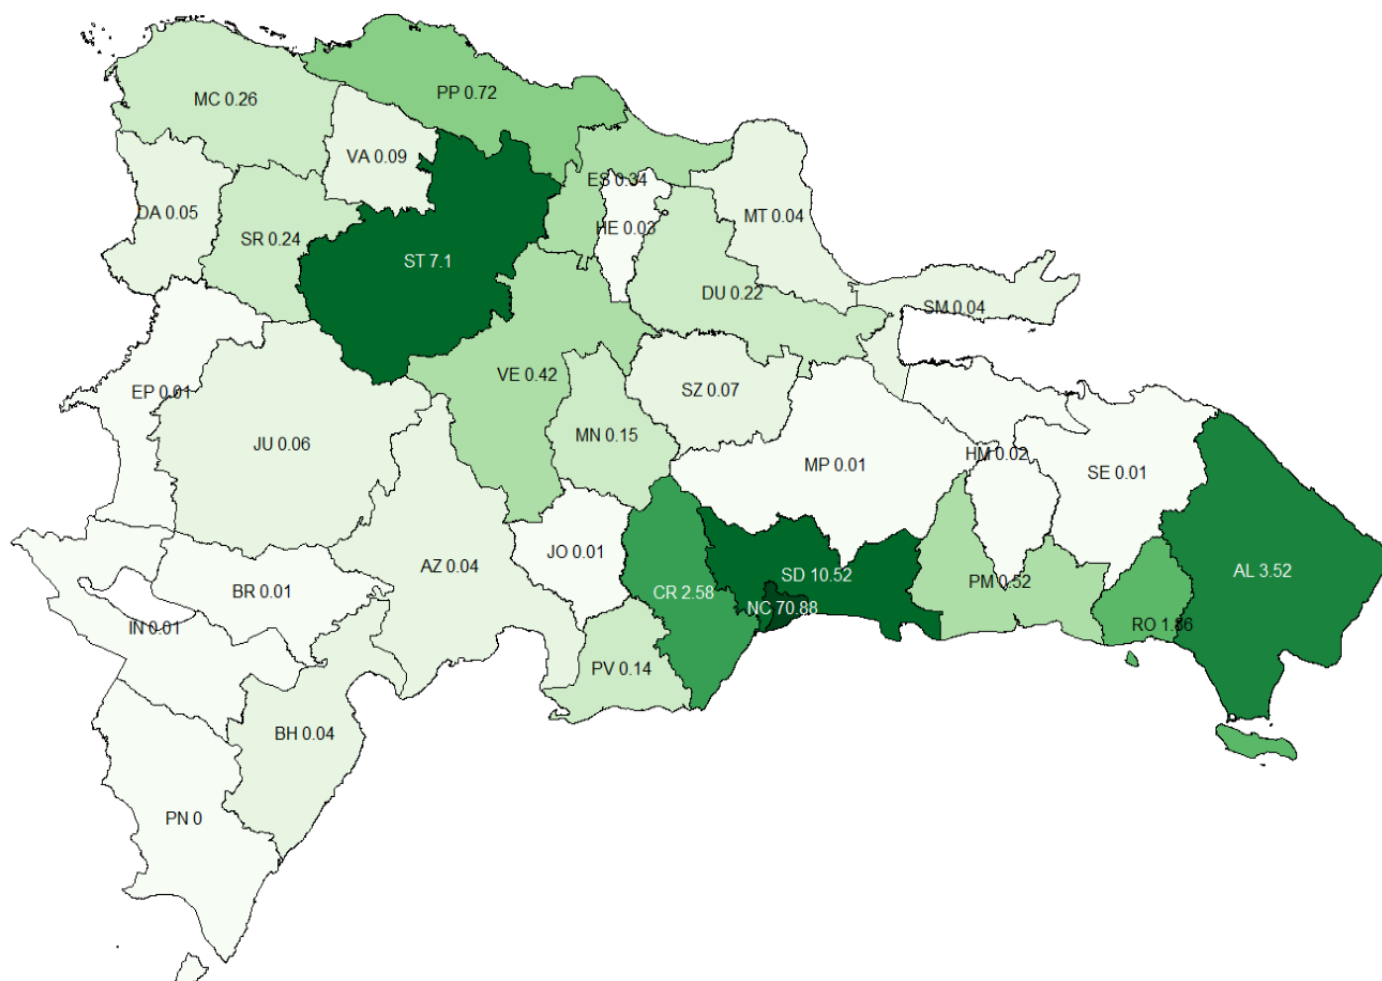 PP 0.72
MC 0.26
VA 0.09
ES 0.34
DA 0.05
MT 0.04
HE 0.03
SR 0.24
ST 7.1
DU 0.22
SM 0.04
VE 0.42
EP 0.01
SZ 0.07
MN 0.15
JU 0.06
HM 0.02
MP 0.01
SE 0.01
JO 0.01
AZ 0.04
SD 10.52
AL 3.52
PM 0.52
BR 0.01
CR 2.58
NC 70.88
IN 0.01
RO 1.86
PV 0.14
BH 0.04
PN 0